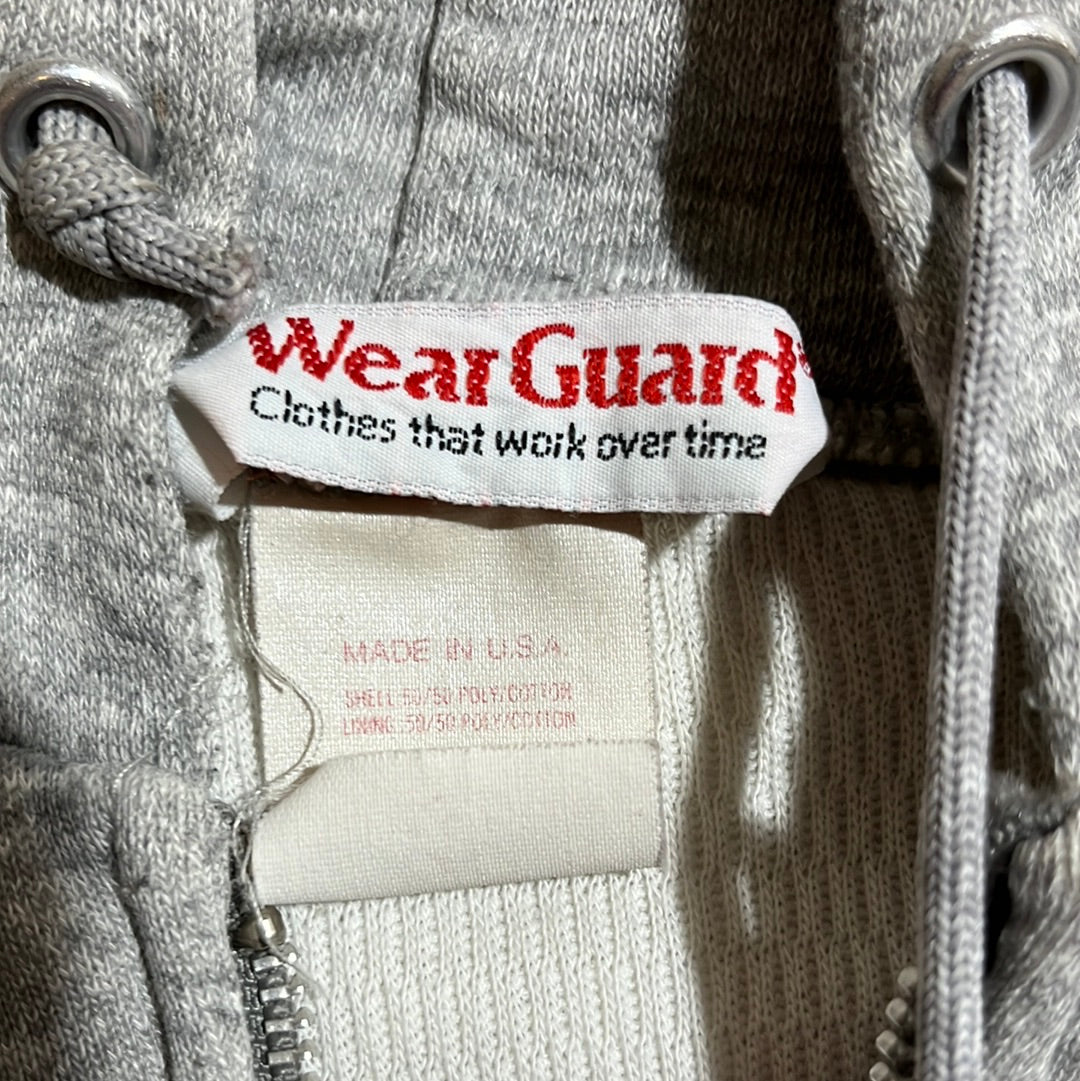 WearGuard®
Clothes that work over time
MADE IN U.S.A.
SHELL 50/50 POLY/COTTON
LINING 50/50 POLY/COTTON